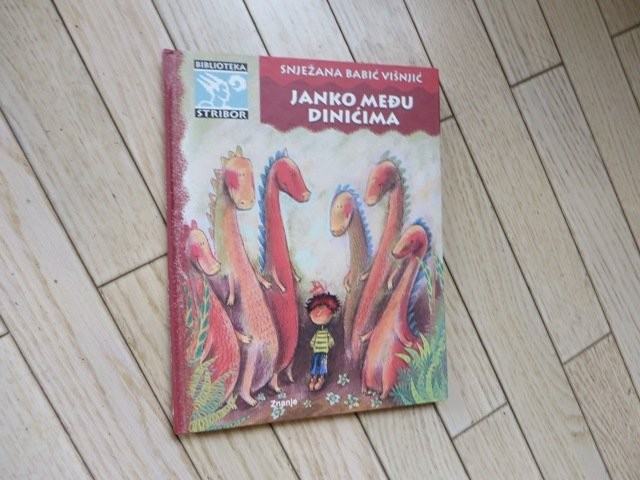 BIBLIOTEKA
STRIBOR
SNJEŽANA BABIĆ VIŠNJIĆ
JANKO MEĐU
DINIĆIMA
Znanje